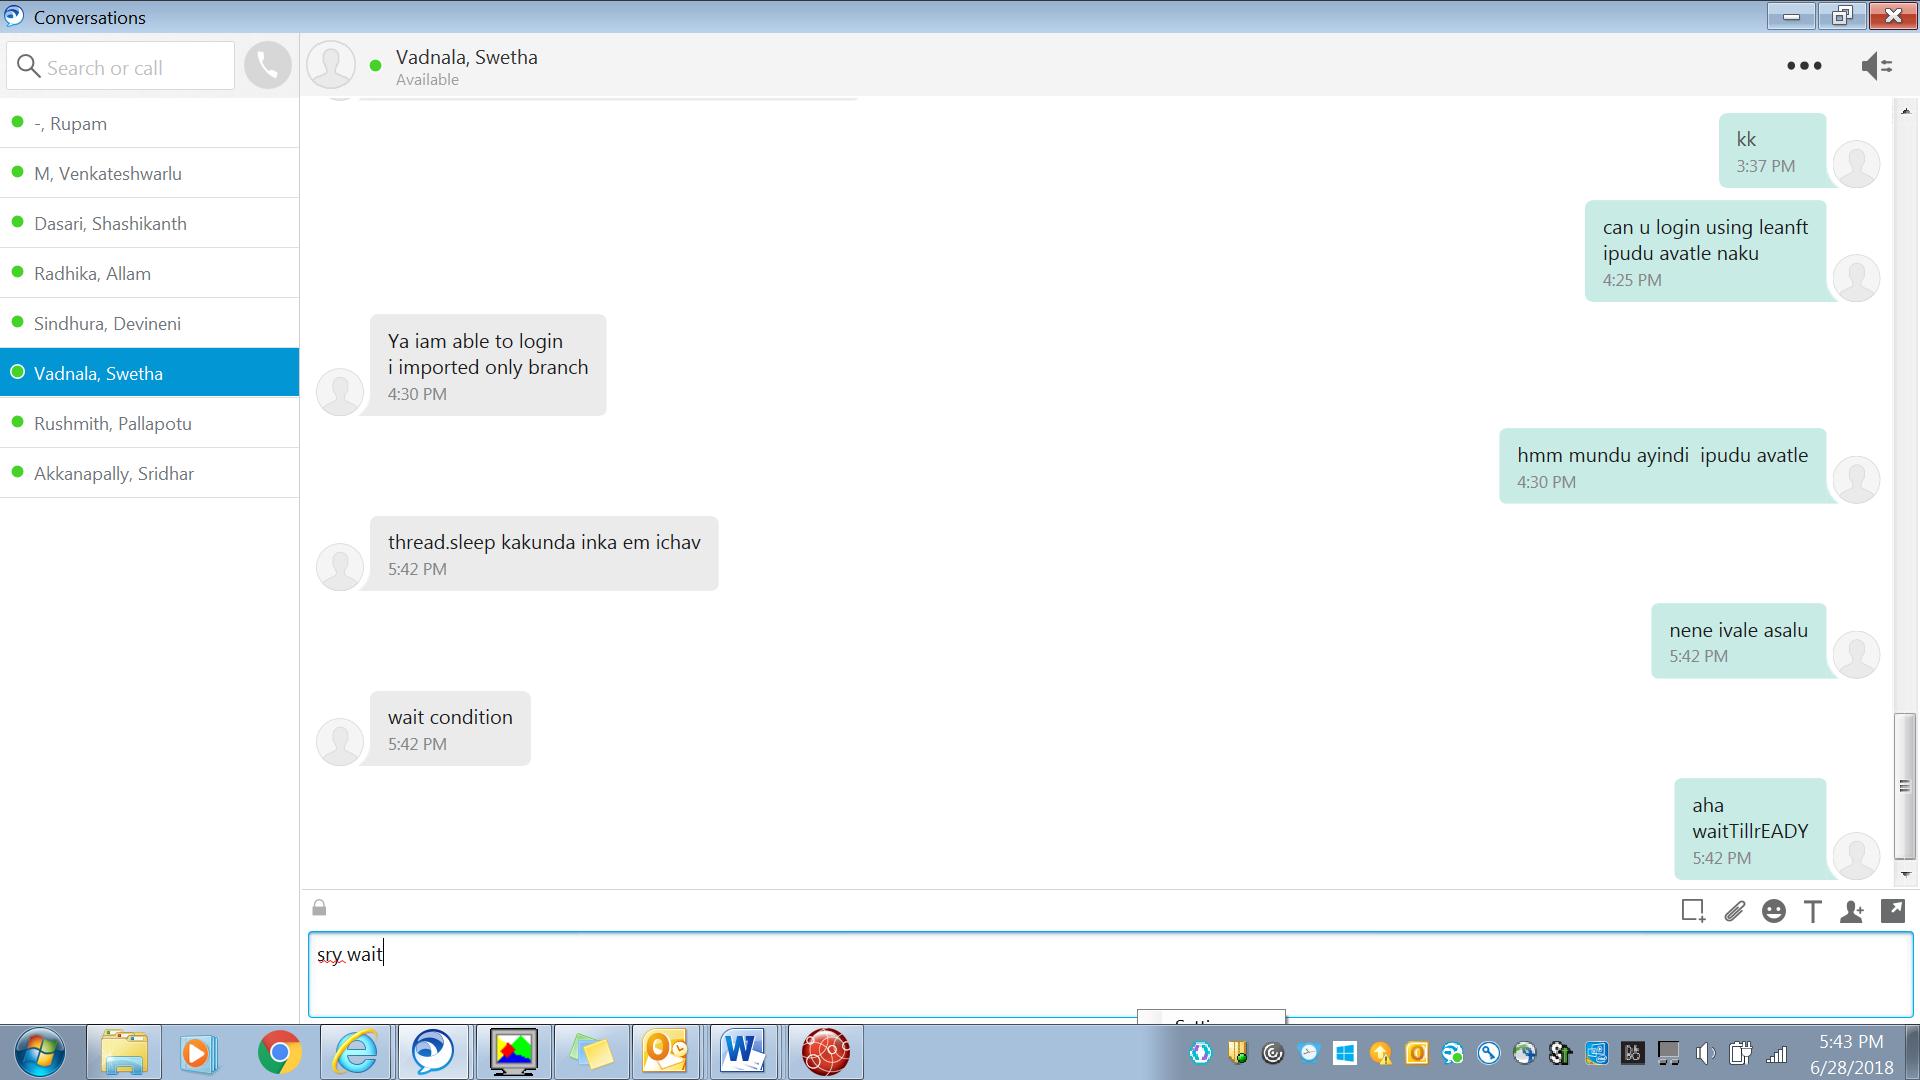 Conversations
Search or call
-, Rupam
M, Venkateshwarlu
Dasari, Shashikanth
Radhika, Allam
Sindhura, Devineni
Vadnala, Swetha
Rushmith, Pallapotu
Akkanapally, Sridhar
Vadnala, Swetha
Available
kk
3:37 PM
can u login using leanft
ipudu avatle naku
4:25 PM
Ya iam able to login
i imported only branch
4:30 PM
hmm mundu ayindi  ipudu avatle
4:30 PM
thread.sleep kakunda inka em ichav
5:42 PM
nene ivale asalu
5:42 PM
wait condition
5:42 PM
aha
waitTillrEADY
5:42 PM
sry wait
5:43 PM
6/28/2018